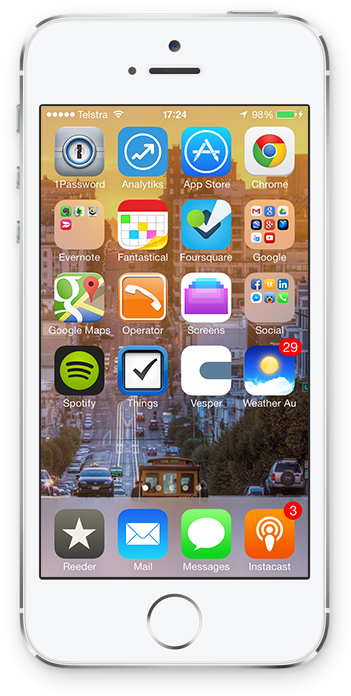 Telstra 17:24 98%
1Password Analytiks App Store Chrome
Evernote Fantastical Foursquare Google
Google Maps Operator Screens Social
29
Spotify Things Vesper Weather Au
3
Reeder Mail Messages Instacast